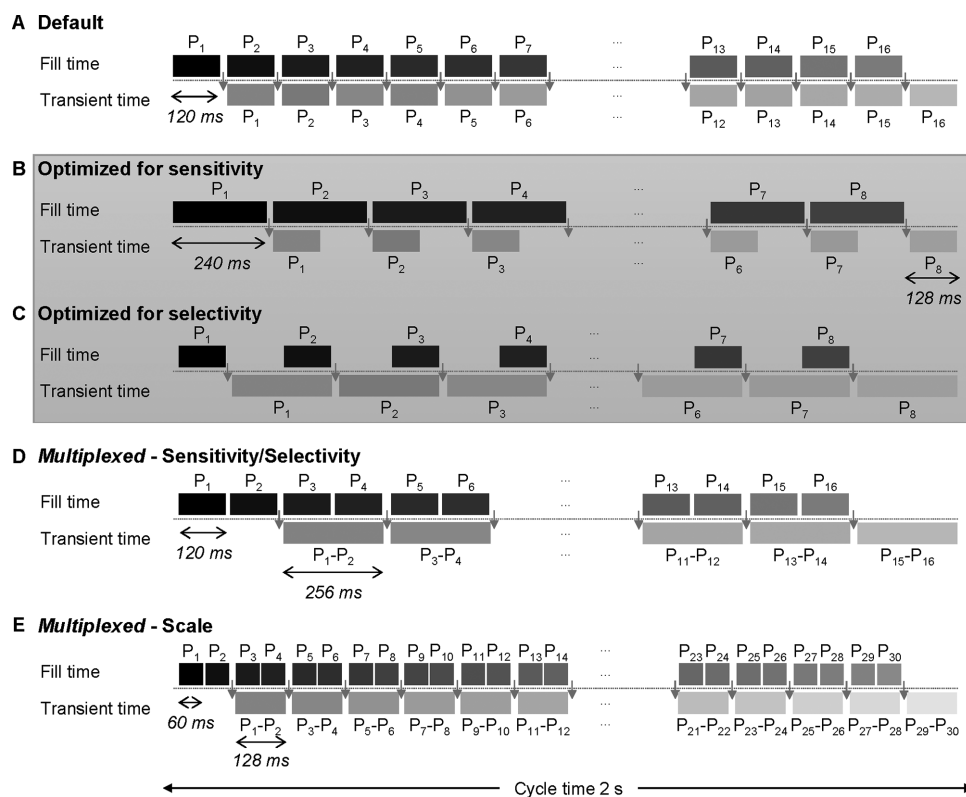 A Default
P1 P2 P3 P4 P5 P6 P7 ... P13 P14 P15 P16
Fill time ...
Transient time
120 ms P1 P2 P3 P4 P5 P6 ... P12 P13 P14 P15 P16
B Optimized for sensitivity
P1 P2 P3 P4 ... P7 P8
Fill time ...
Transient time ...
240 ms P1 P2 P3 ... P6 P7 P8
128 ms
C Optimized for selectivity
P1 P2 P3 P4 ... P7 P8
Fill time ...
Transient time ...
P1 P2 P3 ... P6 P7 P8
D Multiplexed - Sensitivity/Selectivity
P1 P2 P3 P4 P5 P6 ... P13 P14 P15 P16
Fill time ...
Transient time ...
120 ms P1-P2 P3-P4 ... P11-P12 P13-P14 P15-P16
256 ms
E Multiplexed - Scale
P1 P2 P3 P4 P5 P6 P7 P8 P9 P10 P11 P12 P13 P14 ... P23 P24 P25 P26 P27 P28 P29 P30
Fill time ...
Transient time ...
60 ms P1-P2 P3-P4 P5-P6 P7-P8 P9-P10 P11-P12 ... P21-P22 P23-P24 P25-P26 P27-P28 P29-P30
128 ms
Cycle time 2 s